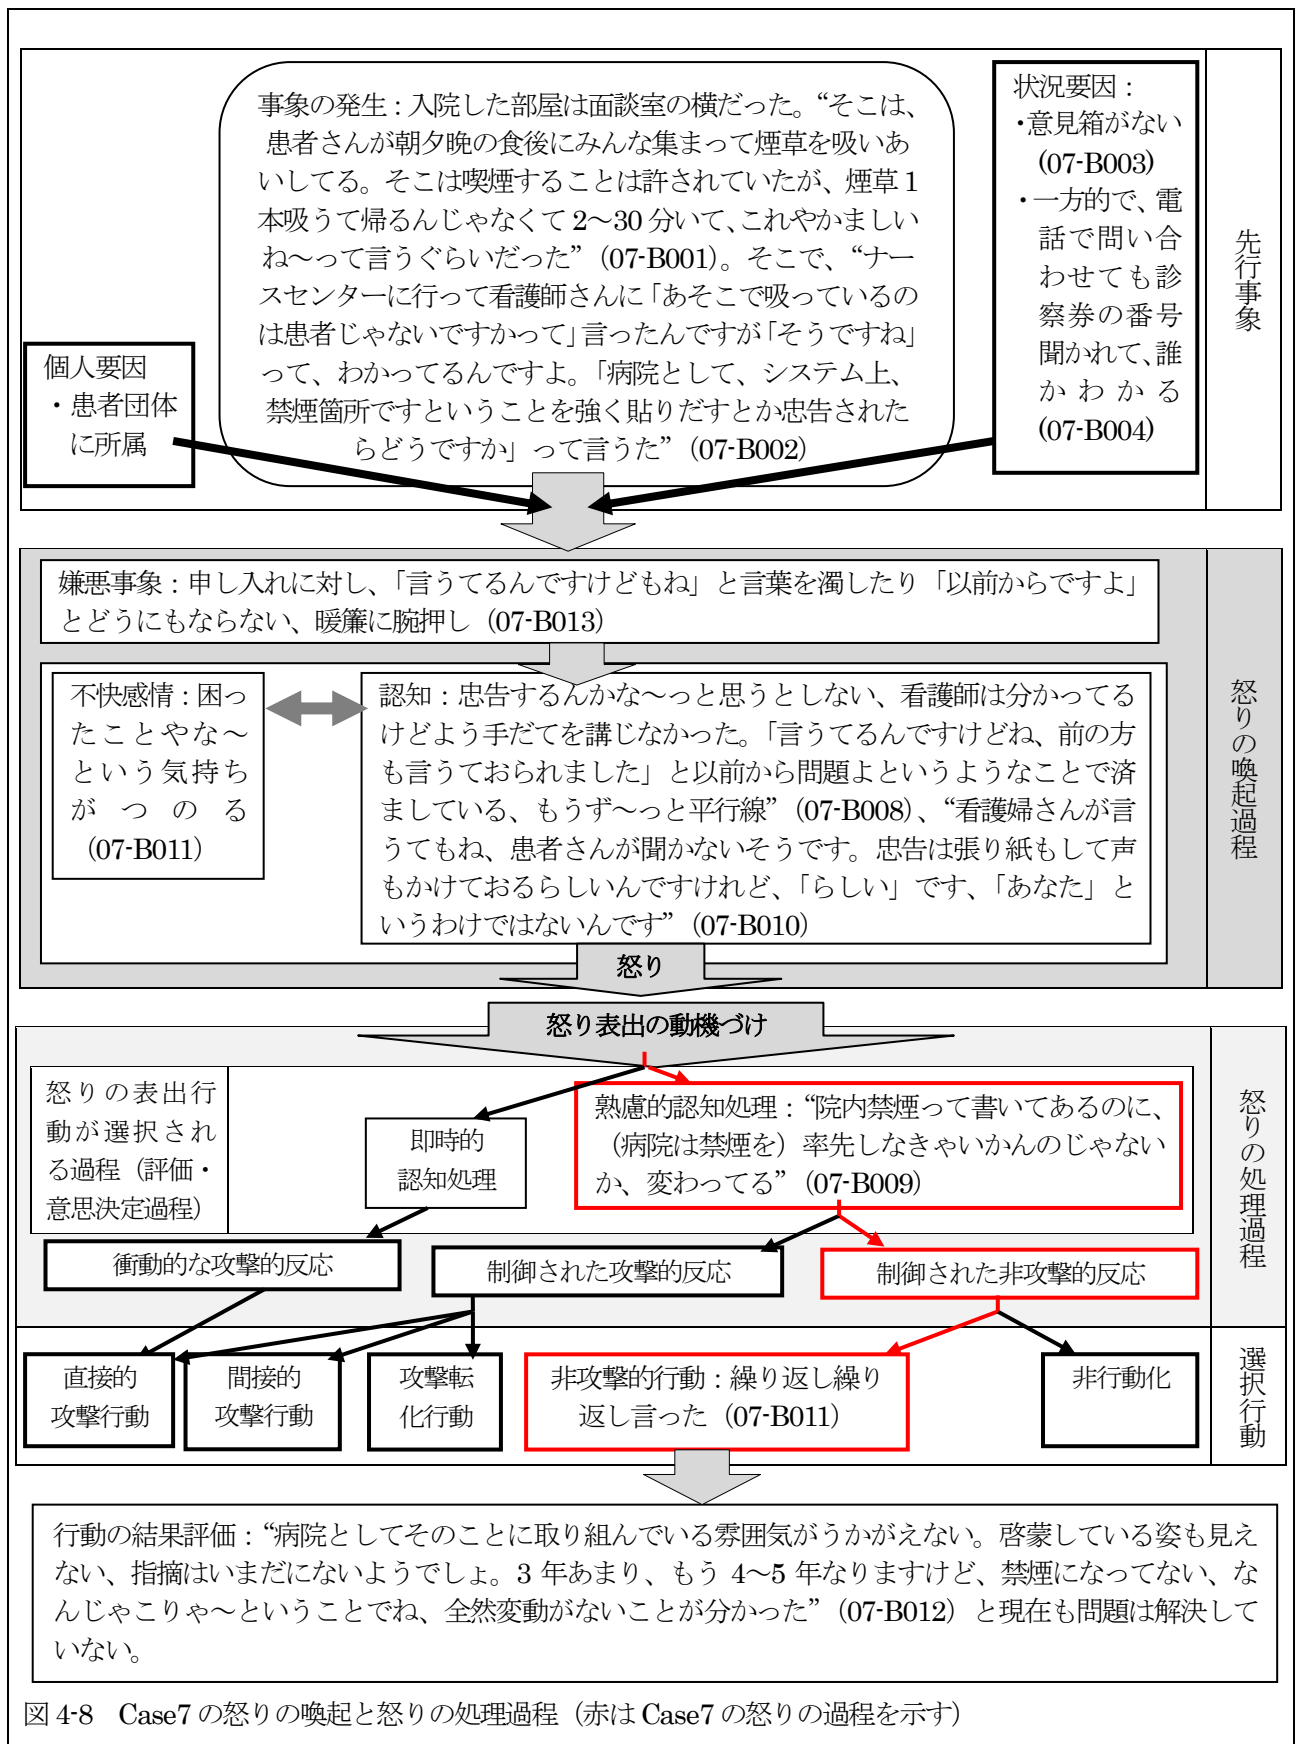 事象の発生：入院した部屋は面談室の横だった。“そこは、
患者さんが朝夕晩の食後にみんな集まって煙草を吸いあ
いしてる。そこは喫煙することは許されていたが、煙草1
本吸うて帰るんじゃなくて2～30分いて、これやかましい
ね～って言うぐらいだった”（07-B001）。そこで、“ナー
スセンターに行って看護師さんに「あそこで吸っているの
は患者じゃないですかって」言ったんですが「そうですね」
って、わかってるんですよ。「病院として、システム上、
禁煙箇所ですということを強く貼りだすとか忠告された
らどうですか」って言うた”（07-B002）
状況要因：
・意見箱がない
(07-B003)
・一方的で、電
話で問い合
わせても診
察券の番号
聞かれて、誰
かわかる
(07-B004)
先行事象
個人要因
・患者団体
に所属
嫌悪事象：申し入れに対し、「言うてるんですけどもね」と言葉を濁したり「以前からですよ」
とどうにもならない、暖簾に腕押し（07-B013）
不快感情：困っ
たことやな～
という気持ち
がつのる
（07-B011）
認知：忠告するんかな～っと思うとしない、看護師は分かってる
けどよう手だてを講じなかった。「言うてるんですけどね、前の方
も言うておられました」と以前から問題よというようなことで済
ましている、もうず～っと平行線”（07-B008）、“看護婦さんが言
うてもね、患者さんが聞かないそうです。忠告は張り紙もして声
もかけておるらしいんですけれど、「らしい」です、「あなた」と
いうわけではないんです”（07-B010）
怒りの喚起過程
怒り
怒り表出の動機づけ
怒りの表出行
動が選択され
る過程（評価・
意思決定過程）
即時的
認知処理
熟慮的認知処理：“院内禁煙って書いてあるのに、
（病院は禁煙を）率先しなきゃいかんのじゃない
か、変わってる”（07-B009）
怒りの処理過程
衝動的な攻撃的反応
制御された攻撃的反応
制御された非攻撃的反応
直接的
攻撃行動
間接的
攻撃行動
攻撃転
化行動
非攻撃的行動：繰り返し繰り
返し言った（07-B011）
非行動化
選択行動
行動の結果評価：“病院としてそのことに取り組んでいる雰囲気がうかがえない。啓蒙している姿も見え
ない、指摘はいまだにないようでしょ。3年あまり、もう4～5年なりますけど、禁煙になってない、な
んじゃこりゃ～ということでね、全然変動がないことが分かった”（07-B012）と現在も問題は解決して
いない。
図4-8　Case7の怒りの喚起と怒りの処理過程（赤はCase7の怒りの過程を示す）